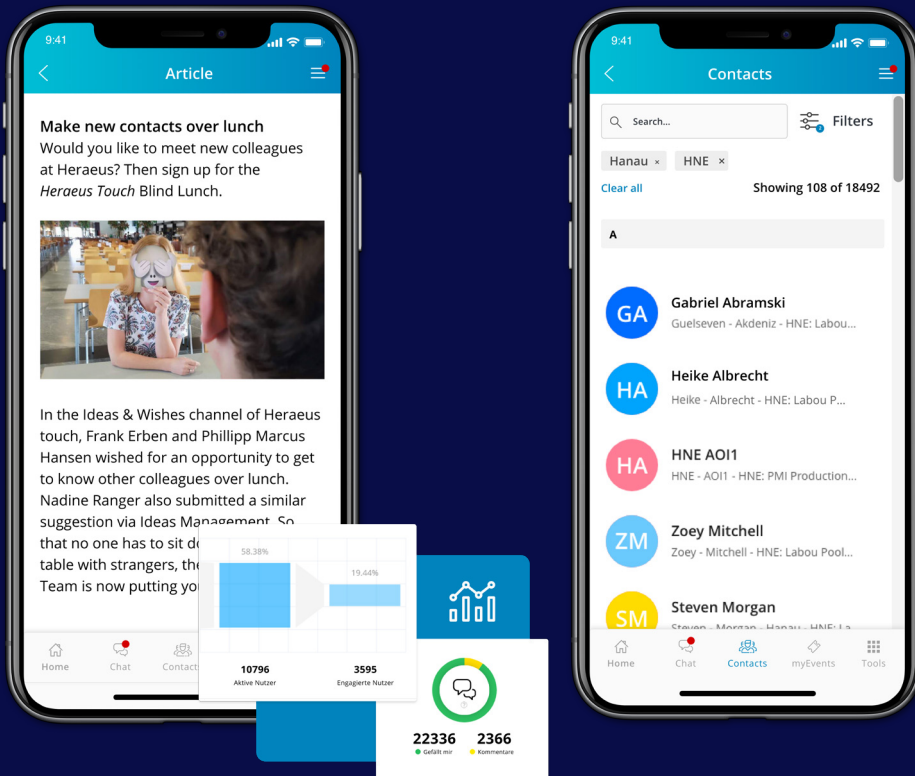 9:41
Article
Make new contacts over lunch
Would you like to meet new colleagues
at Heraeus? Then sign up for the
Heraeus Touch Blind Lunch.
In the Ideas & Wishes channel of Heraeus
touch, Frank Erben and Phillipp Marcus
Hansen wished for an opportunity to get
to know other colleagues over lunch.
Nadine Ranger also submitted a similar
suggestion via Ideas Management. So
that no one has to sit
table with strangers,
Team is now putting
Home
Chat
Contacts
58.38%
19.44%
10796
Aktive Nutzer
3595
Engagierte Nutzer
22336
Gefällt mir
2366
Kommentare
9:41
Contacts
Search...
Filters
Hanau ×
HNE ×
Clear all
Showing 108 of 18492
A
GA
Gabriel Abramski
Guelseven - Akdeniz - HNE: Labou...
HA
Heike Albrecht
Heike - Albrecht - HNE: Labou P...
HA
HNE AOI1
HNE - AOI1 - HNE: PMI Production...
ZM
Zoey Mitchell
Zoey - Mitchell - HNE: Labou Pool...
SM
Steven Morgan
Steven - Morgan - Hanau - HNE: La...
Home
Chat
Contacts
myEvents
Tools